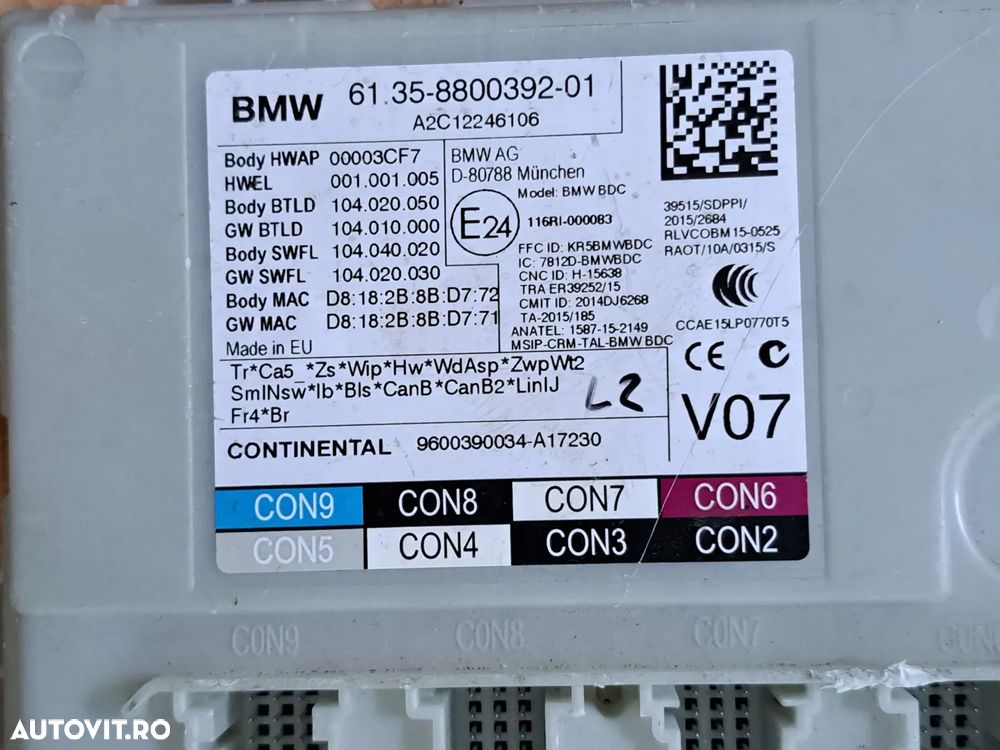 BMW 61.35-8800392-01
A2C12246106
Body HWAP 00003CF7
HWEL 001.001.005
Body BTLD 104.020.050
GW BTLD 104.010.000
Body SWFL 104.040.020
GW SWFL 104.020.030
Body MAC D8:18:2B:8B:D7:72
GW MAC D8:18:2B:8B:D7:71
Made in EU
BMW AG
D-80788 München
Model: BMW BDC
E24
116RI-000083
FFC ID: KR5BMWBDC
IC: 7812D-BMWBDC
CNC ID: H-15638
TRA ER39252/15
CMIT ID: 2014DJ6268
TA-2015/185
ANATEL: 1587-15-2149
MSIP-CRM-TAL-BMW BDC
39515/SDPPI/
2015/2684
RLVCOBM15-0525
RAOT/10A/0315/S
CCAE15LP0770T5
CE
Tr*Ca5_*Zs*Wip*Hw*WdAsp*ZwpWt2
SmINsw*Ib*Bls*CanB*CanB2*LinIJ
Fr4*Br
L2
V07
CONTINENTAL 9600390034-A17230
CON9 CON8 CON7 CON6
CON5 CON4 CON3 CON2
CON9 CON8 CON7
AUTOVIT.RO